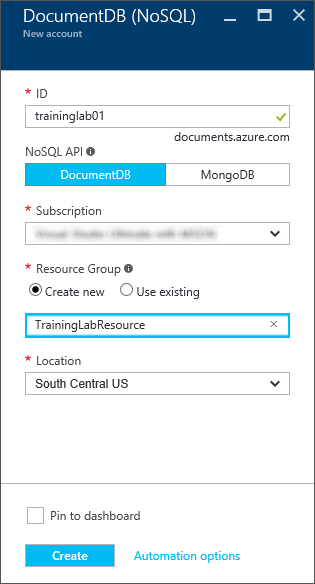 DocumentDB (NoSQL)
New account
* ID
traininglab01
documents.azure.com
NoSQL API
DocumentDB MongoDB
* Subscription
* Resource Group
Create new Use existing
TrainingLabResource
* Location
South Central US
Pin to dashboard
Create Automation options